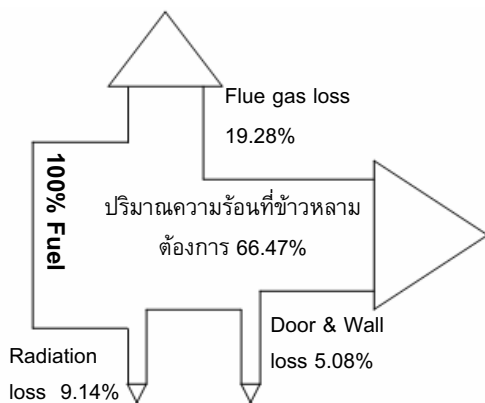 Flue gas loss
19.28%
100% Fuel
ปริมาณความร้อนที่ข้าวหลาม
ต้องการ 66.47%
Door & Wall
loss 5.08%
Radiation
loss 9.14%